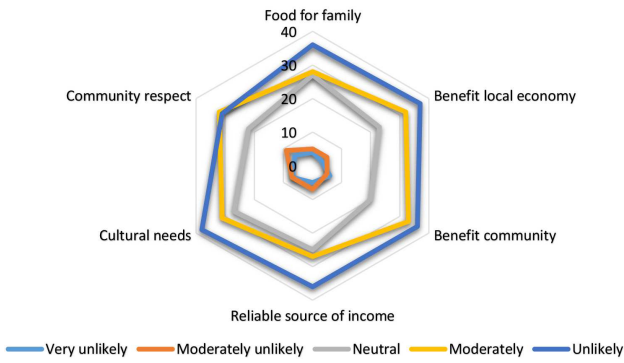 Food for family
40
30
20
10
0
Community respect
Benefit local economy
Cultural needs
Benefit community
Reliable source of income
Very unlikely Moderately unlikely Neutral Moderately Unlikely